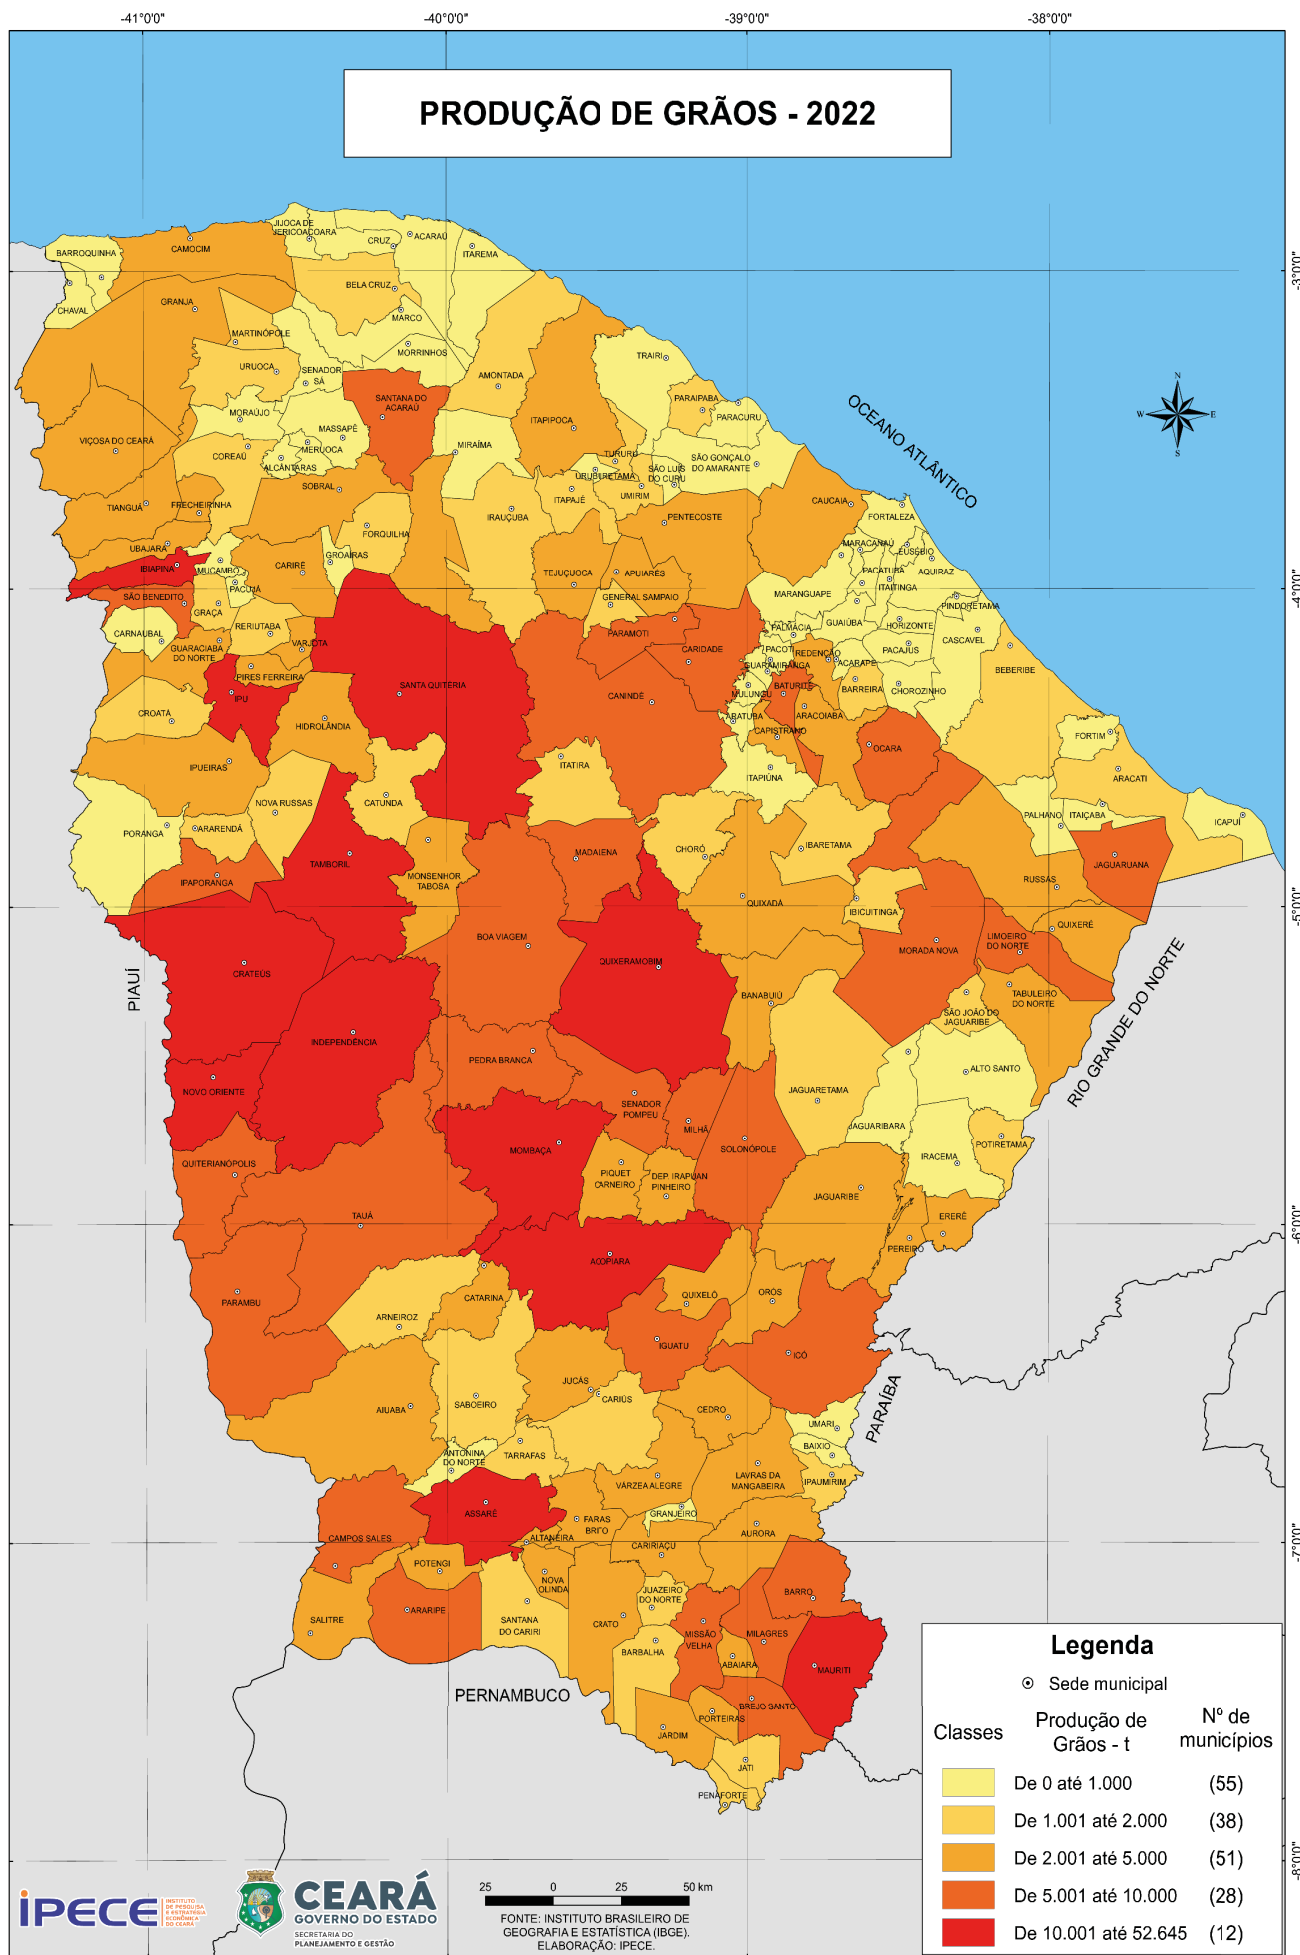 -41°0'0"
-40°0'0"
-39°0'0"
-38°0'0"
PRODUÇÃO DE GRÃOS - 2022
-3°0'0"
-4°0'0"
-5°0'0"
-6°0'0"
-7°0'0"
-8°0'0"
N
W
E
S
OCEANO ATLÂNTICO
PIAUÍ
RIO GRANDE DO NORTE
PARAÍBA
PERNAMBUCO
JIJOCA DE
JERICOACOARA
CRUZ
ACARAÚ
ITAREMA
BARROQUINHA
CAMOCIM
CHAVAL
GRANJA
BELA CRUZ
MARCO
MARTINÓPOLE
MORRINHOS
URUOCA
SENADOR
SÁ
AMONTADA
TRAIRI
SANTANA DO
ACARAÚ
PARAIPABA
PARACURU
MORAÚJO
MASSAPÊ
ITAPIPOCA
VIÇOSA DO CEARÁ
COREAÚ
MERUOCA
ALCÂNTARAS
MIRAÍMA
TURURU
URUBURETAMA
SÃO LUÍS
DO CURU
SÃO GONÇALO
DO AMARANTE
SOBRAL
ITAPAJÉ
UMIRIM
TIANGUÁ
FRECHEIRINHA
IRAUÇUBA
PENTECOSTE
CAUCAIA
FORTALEZA
FORQUILHA
UBAJARA
IBIAPINA
MUCAMBO
GROAÍRAS
MARACANAÚ
EUSÉBIO
CARIRÉ
TEJUÇUOCA
APUIARÉS
PACATUBA
AQUIRAZ
PACUJÁ
ITAITINGA
SÃO BENEDITO
GRAÇA
GENERAL SAMPAIO
MARANGUAPE
PINDORETAMA
CARNAUBAL
RERIUTABA
PARAMOTI
GUAIÚBA
HORIZONTE
PALMÁCIA
CASCAVEL
GUARACIABA
DO NORTE
VARJOTA
CARIDADE
PACOTI
REDENÇÃO
PACAJUS
GUARAMIRANGA
ACARAPE
BEBERIBE
PIRES FERREIRA
SANTA QUITÉRIA
MULUNGU
BATURITÉ
BARREIRA
CHOROZINHO
IPU
CANINDÉ
CROATÁ
HIDROLÂNDIA
ARATUBA
ARACOIABA
CAPISTRANO
OCARA
FORTIM
IPUEIRAS
ITATIRA
ITAPIÚNA
ARACATI
NOVA RUSSAS
CATUNDA
PORANGA
ARARENDÁ
PALHANO
ITAIÇABA
ICAPUÍ
CHORÓ
IBARETAMA
TAMBORIL
MADALENA
JAGUARUANA
IPAPORANGA
MONSENHOR
TABOSA
RUSSAS
QUIXADÁ
IBICUITINGA
QUIXERÉ
BOA VIAGEM
LIMOEIRO
DO NORTE
MORADA NOVA
CRATEÚS
QUIXERAMOBIM
BANABUIÚ
TABULEIRO
DO NORTE
SÃO JOÃO DO
JAGUARIBE
INDEPENDÊNCIA
PEDRA BRANCA
ALTO SANTO
NOVO ORIENTE
JAGUARETAMA
SENADOR
POMPEU
MILHÃ
JAGUARIBARA
MOMBAÇA
SOLONÓPOLE
POTIRETAMA
IRACEMA
QUITERIANÓPOLIS
PIQUET
CARNEIRO
DEP. IRAPUAN
PINHEIRO
JAGUARIBE
TAUÁ
ERERÊ
PEREIRO
ACOPIARA
PARAMBU
CATARINA
QUIXELÔ
ORÓS
ARNEIROZ
IGUATU
ICÓ
JUCÁS
CARIÚS
AIUABA
SABOEIRO
CEDRO
UMARI
ANTONINA
DO NORTE
TARRAFAS
BAIXIO
VÁRZEA ALEGRE
LAVRAS DA
MANGABEIRA
IPAUMIRIM
ASSARÉ
GRANJEIRO
FARIAS
BRITO
CAMPOS SALES
ALTANEIRA
AURORA
CARIRIAÇU
POTENGI
NOVA
OLINDA
JUAZEIRO
DO NORTE
BARRO
SALITRE
ARARIPE
SANTANA
DO CARIRI
CRATO
MISSÃO
VELHA
MILAGRES
BARBALHA
ABAIARA
MAURITI
BREJO SANTO
PORTEIRAS
JARDIM
JATI
PENAFORTE
Legenda
Sede municipal
Classes
Produção de
Grãos - t
Nº de
municípios
De 0 até 1.000 (55)
De 1.001 até 2.000 (38)
De 2.001 até 5.000 (51)
De 5.001 até 10.000 (28)
De 10.001 até 52.645 (12)
IPECE
INSTITUTO
DE PESQUISA
E ESTRATÉGIA
ECONÔMICA
DO CEARÁ
CEARÁ
GOVERNO DO ESTADO
SECRETARIA DO
PLANEJAMENTO E GESTÃO
25 0 25 50 km
FONTE: INSTITUTO BRASILEIRO DE
GEOGRAFIA E ESTATÍSTICA (IBGE).
ELABORAÇÃO: IPECE.